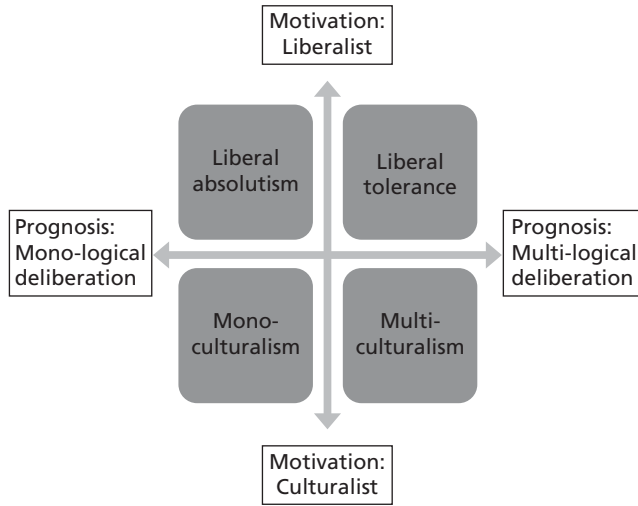 Motivation:
Liberalist
Liberal
absolutism
Liberal
tolerance
Prognosis:
Mono-logical
deliberation
Prognosis:
Multi-logical
deliberation
Mono-
culturalism
Multi-
culturalism
Motivation:
Culturalist